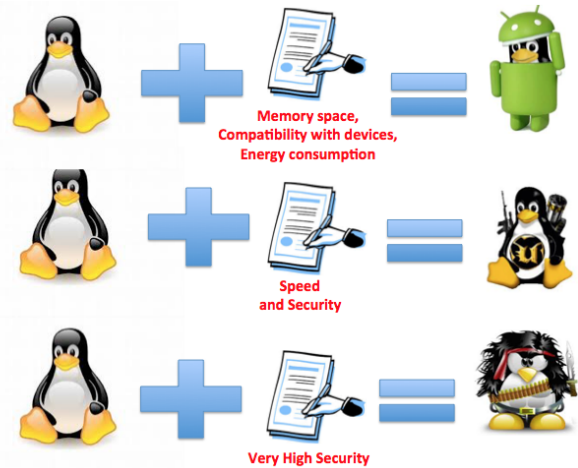 Memory space,
Compatibility with devices,
Energy consumption
Speed
and Security
Very High Security